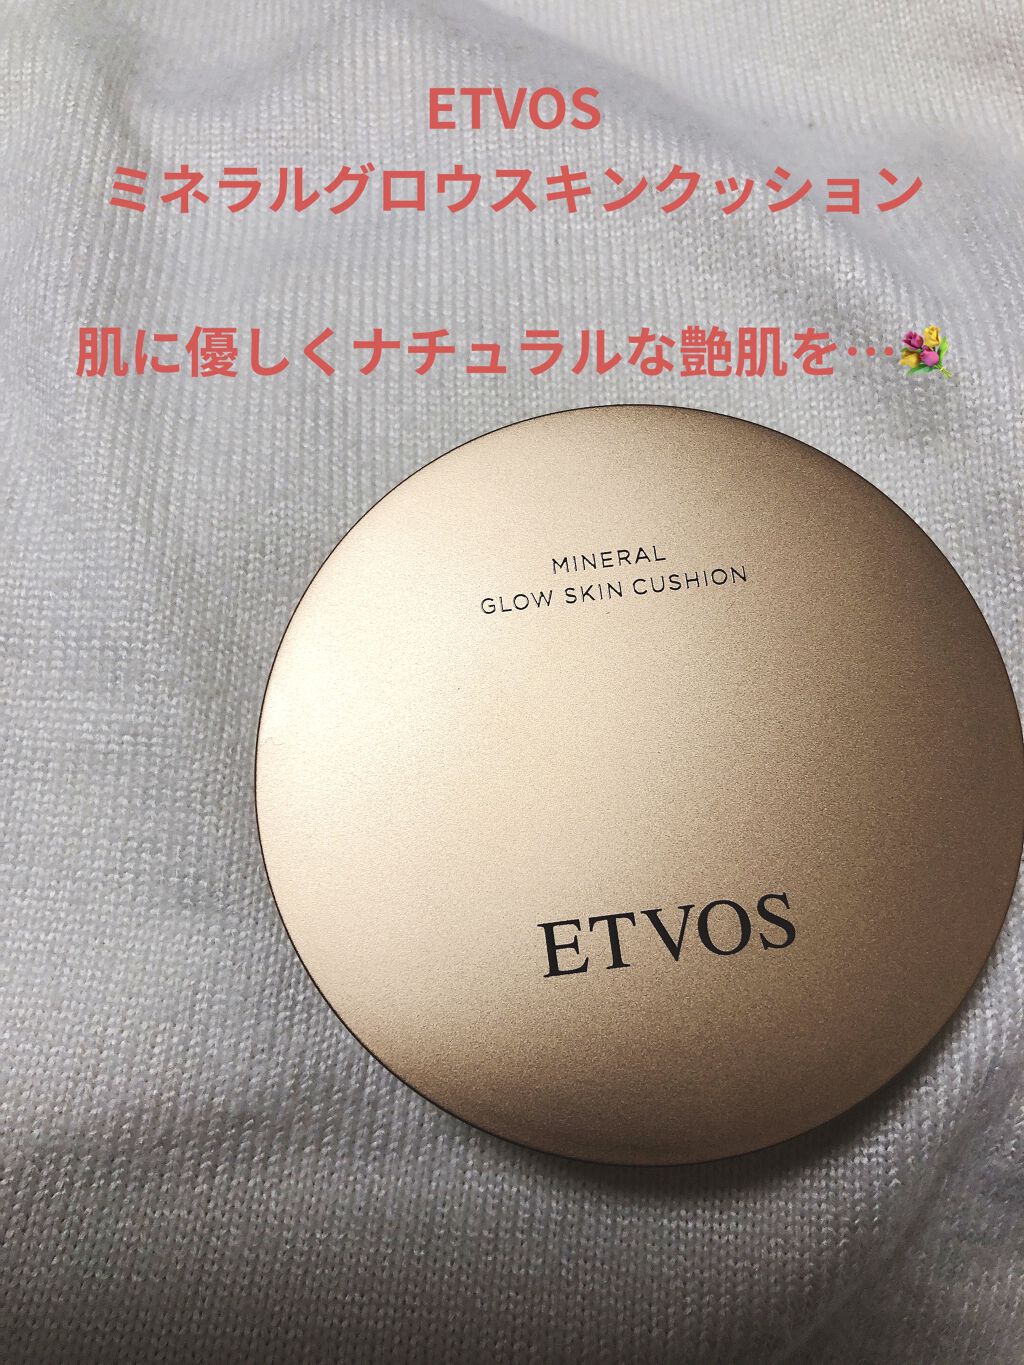 ETVOS
ミネラルグロウスキンクッション
肌に優しくナチュラルな艶肌を…💐
MINERAL
GLOW SKIN CUSHION
ETVOS